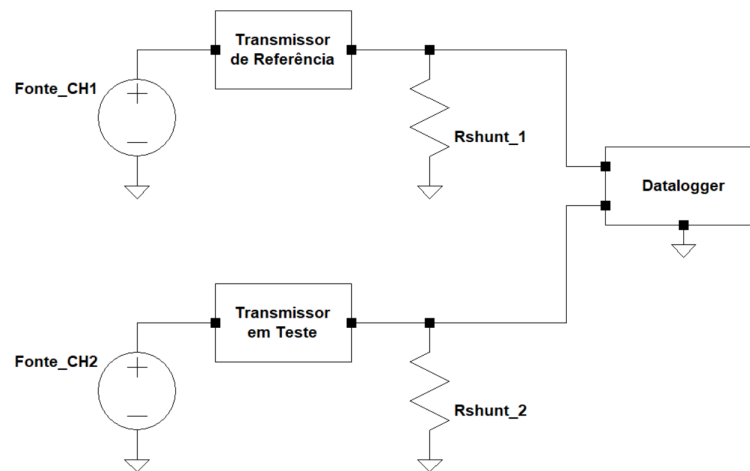 Transmissor
de Referência
Fonte_CH1
Rshunt_1
Datalogger
Transmissor
em Teste
Fonte_CH2
Rshunt_2